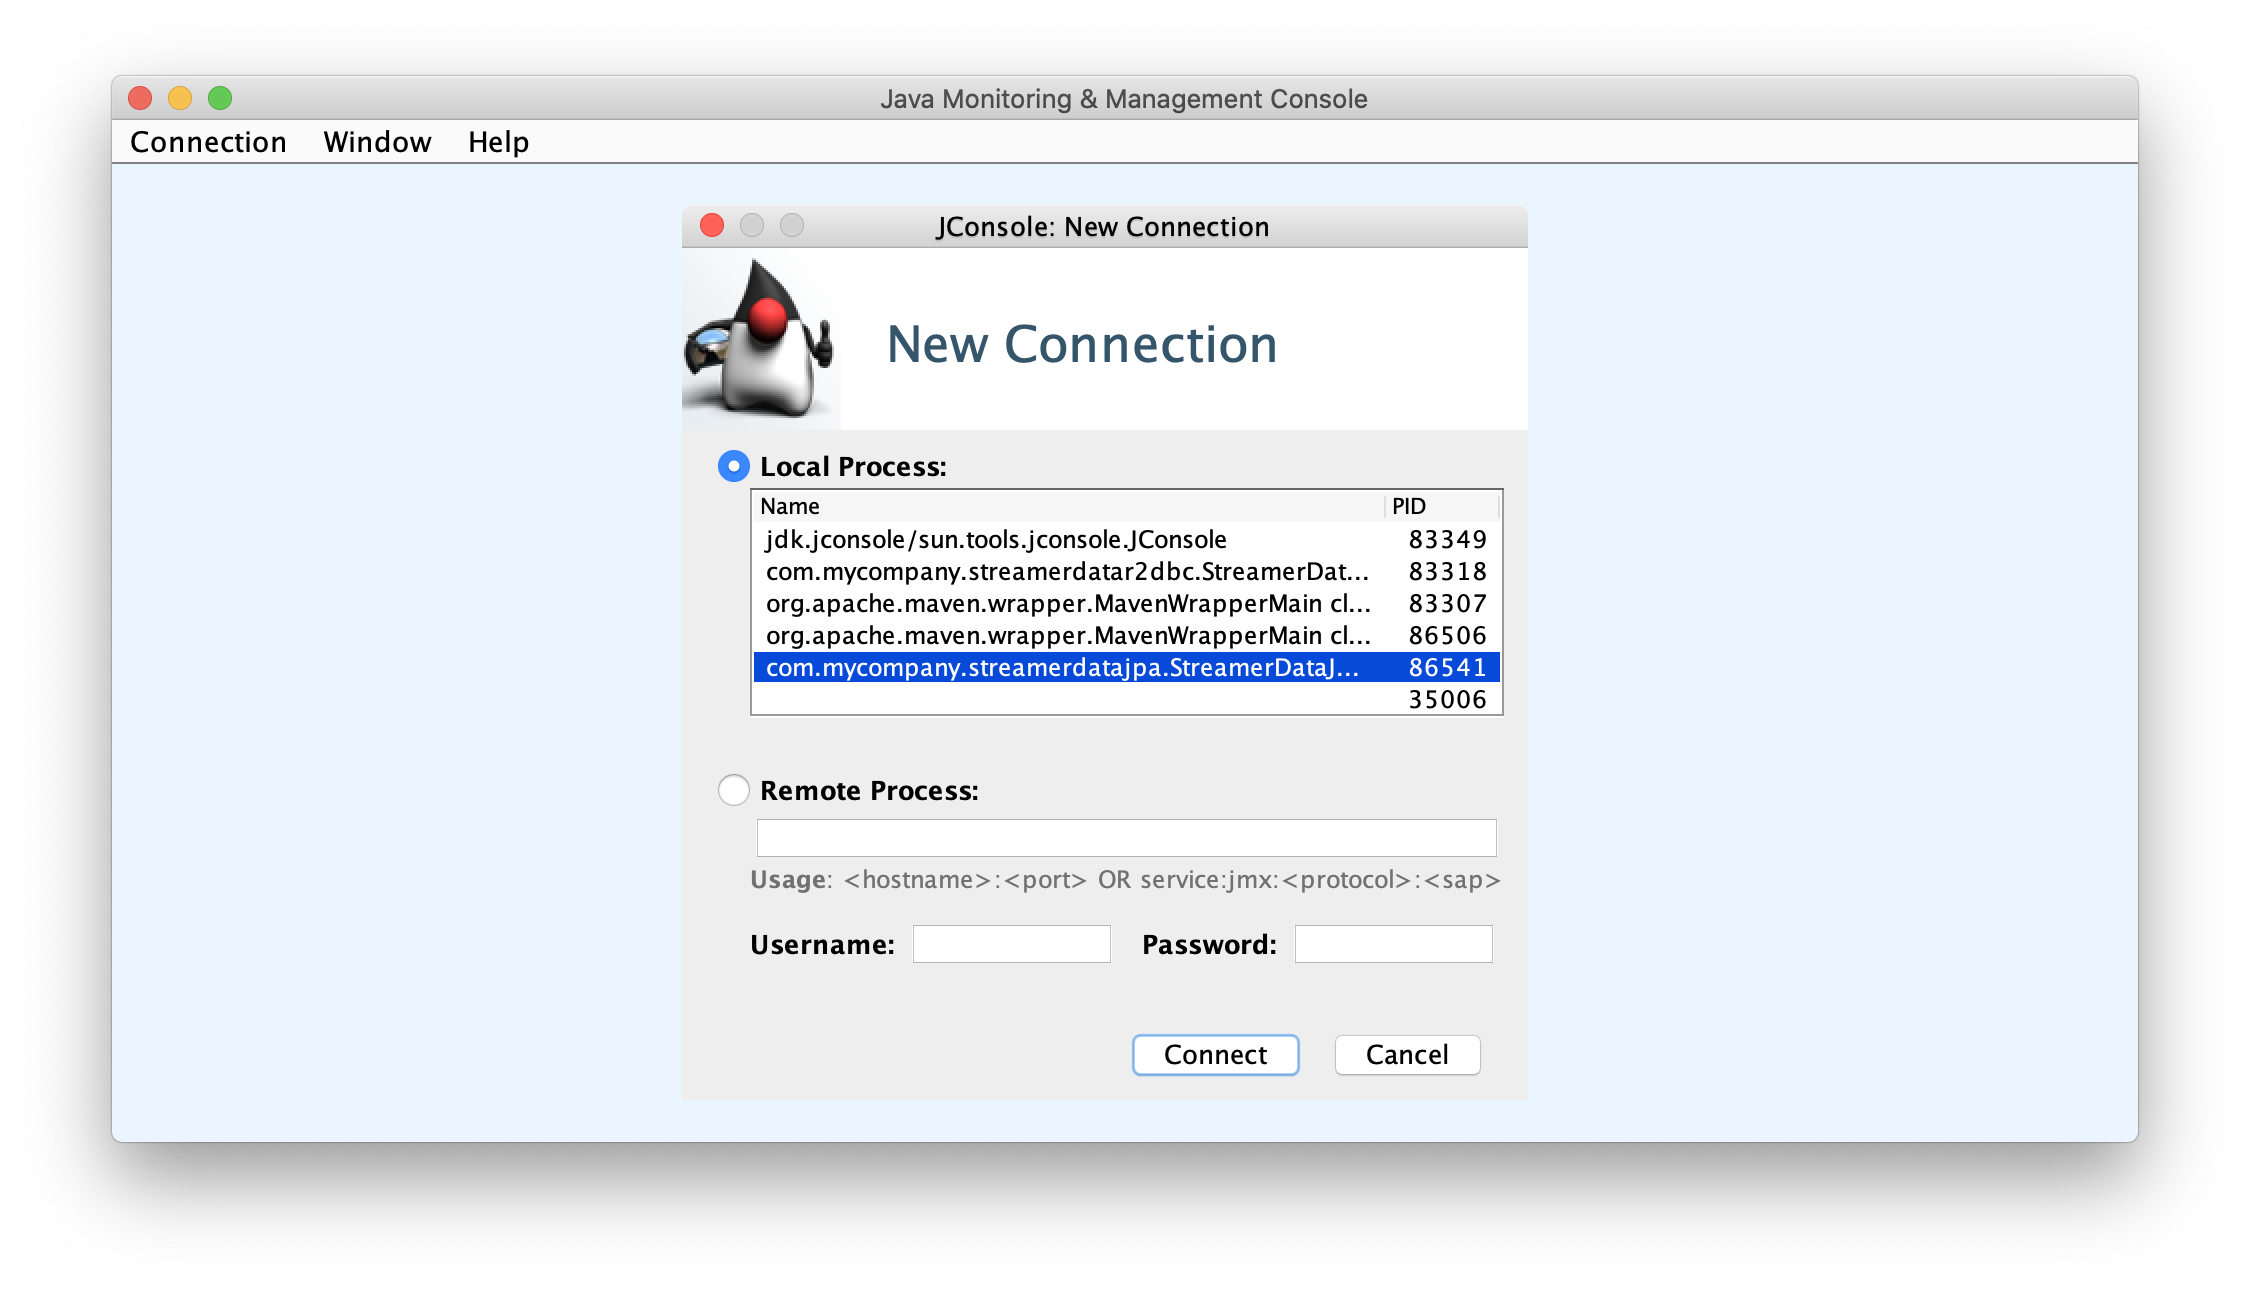 Java Monitoring & Management Console
Connection Window Help
JConsole: New Connection
New Connection
Local Process:
Name PID
jdk.jconsole/sun.tools.jconsole.JConsole 83349
com.mycompany.streamerdatar2dbc.StreamerDat... 83318
org.apache.maven.wrapper.MavenWrapperMain cl... 83307
org.apache.maven.wrapper.MavenWrapperMain cl... 86506
com.mycompany.streamerdatajpa.StreamerDataJ... 86541
35006
Remote Process:
Usage: <hostname>:<port> OR service:jmx:<protocol>:<sap>
Username: Password:
Connect Cancel